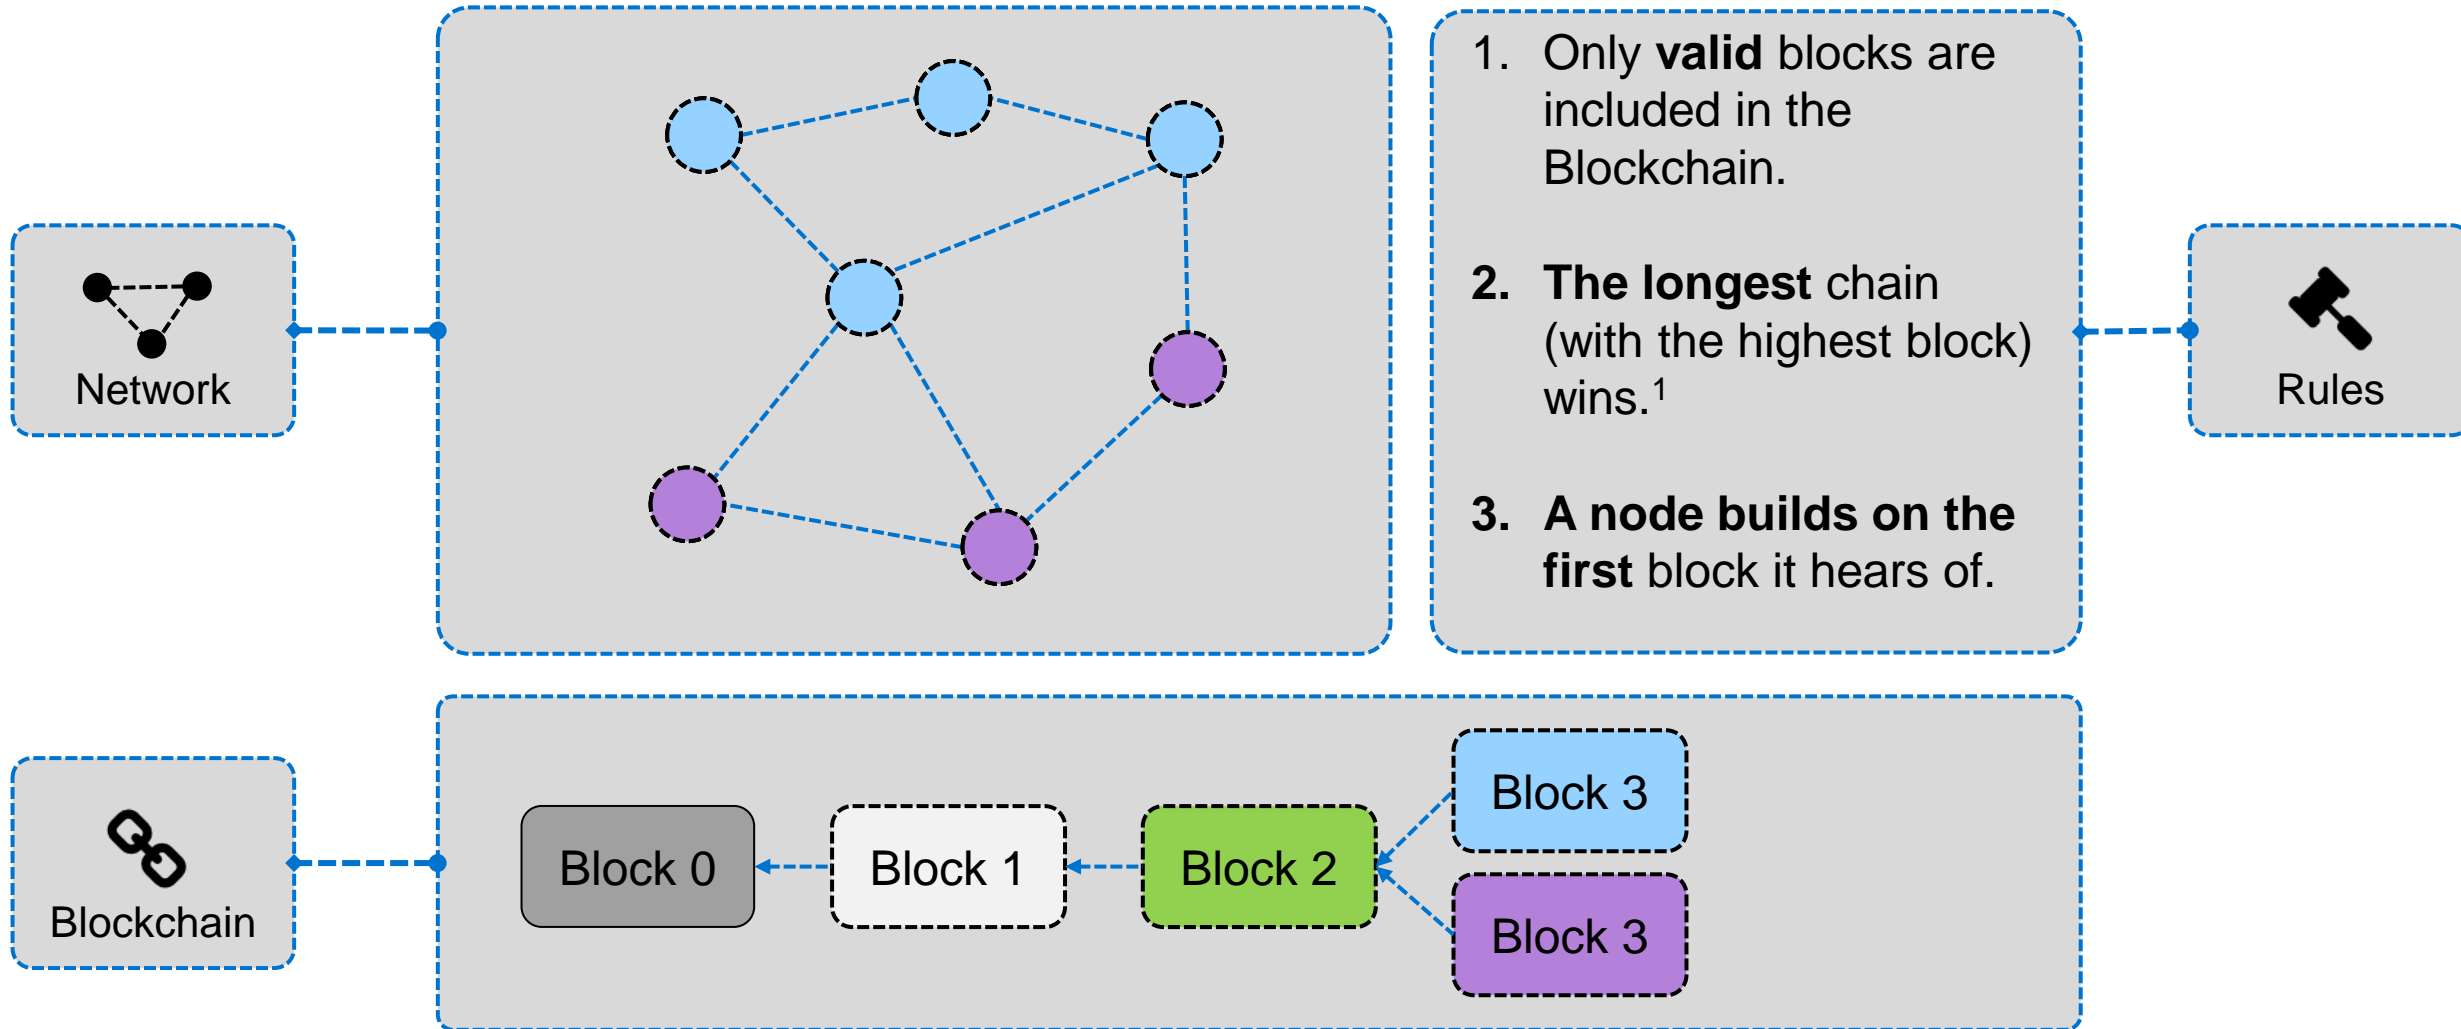 Network
1. Only valid blocks are
included in the
Blockchain.
2. The longest chain
(with the highest block)
wins.¹
3. A node builds on the
first block it hears of.
Rules
Blockchain
Block 0
Block 1
Block 2
Block 3
Block 3